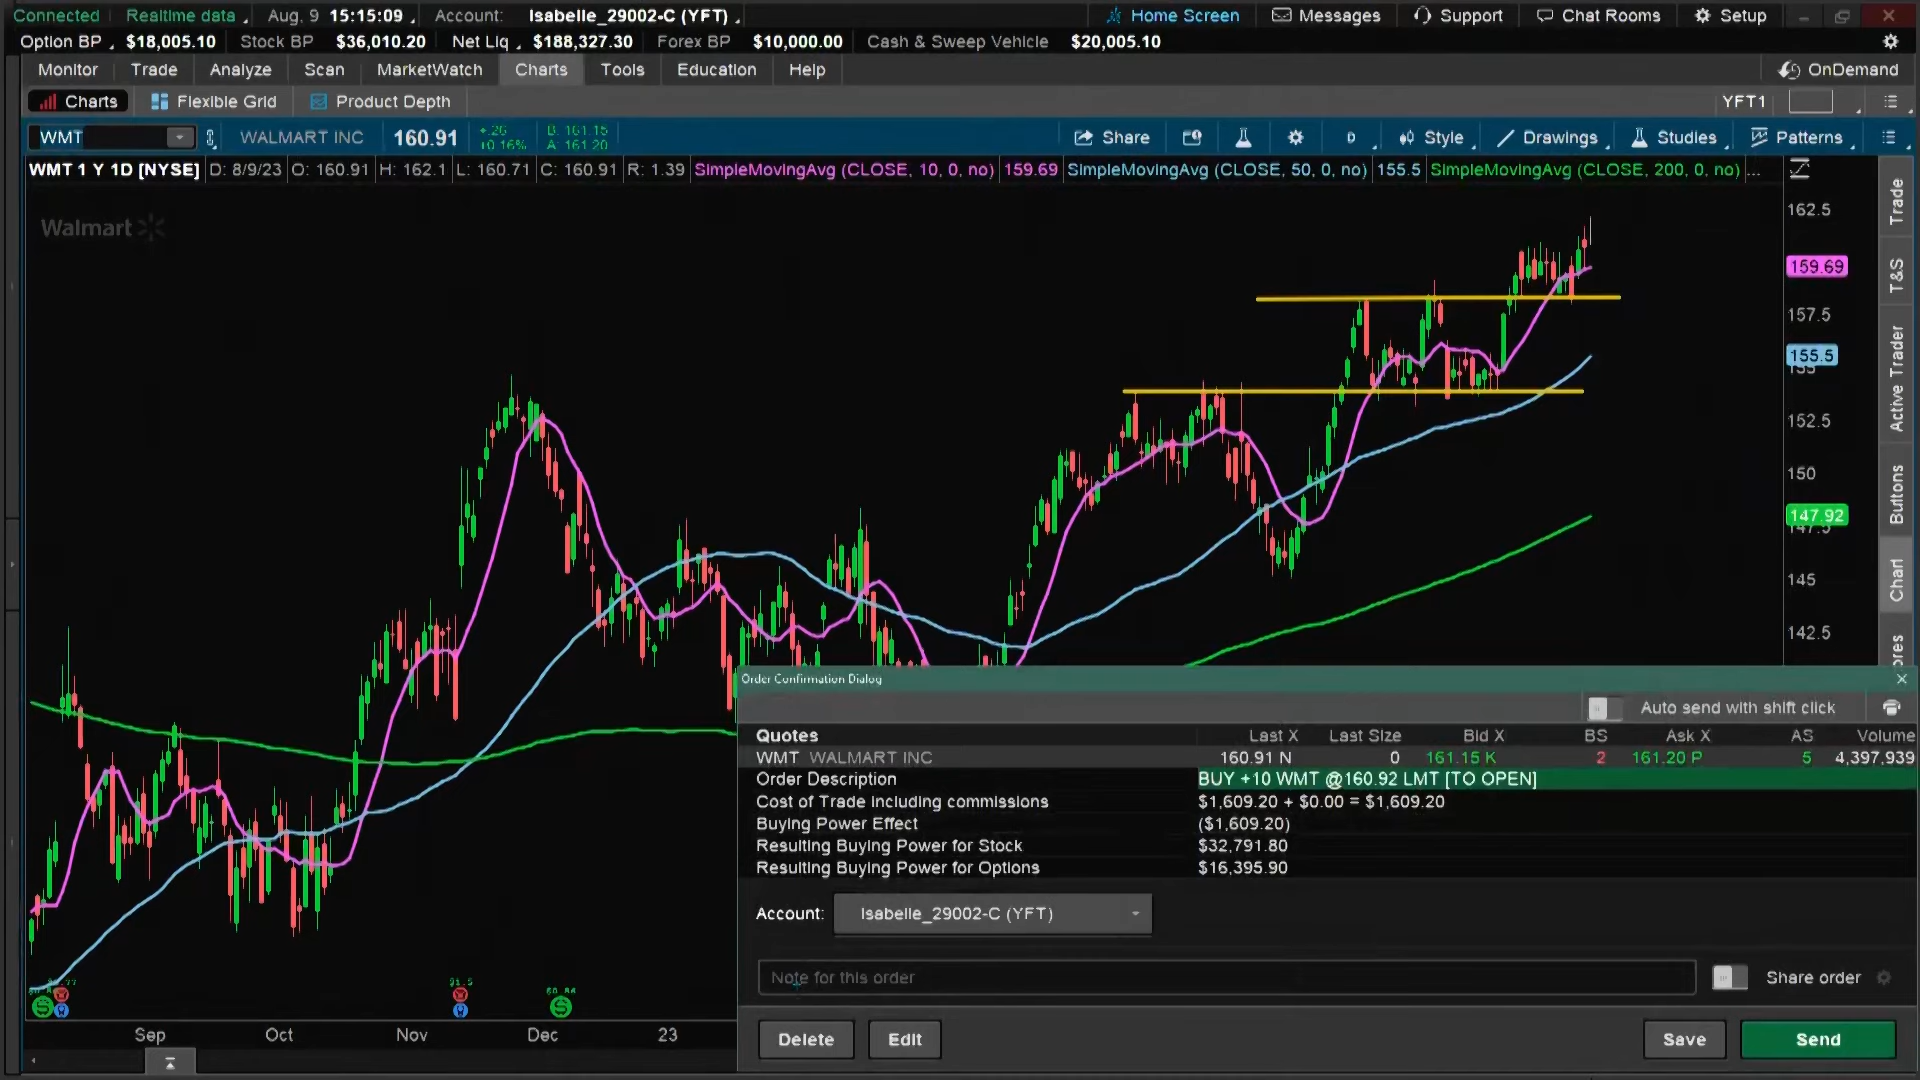 Connected Realtime data Aug. 9 15:15:09 Account: Isabelle_29002-C (YFT) Home Screen Messages Support Chat Rooms Setup
Option BP $18,005.10 Stock BP $36,010.20 Net Liq $188,327.30 Forex BP $10,000.00 Cash & Sweep Vehicle $20,005.10
Monitor Trade Analyze Scan MarketWatch Charts Tools Education Help OnDemand
Charts Flexible Grid Product Depth YFT1
WMT WALMART INC 160.91 +.26 +0.16% B: 161.15 A: 161.20 Share D Style Drawings Studies Patterns
WMT 1 Y 1D [NYSE] D: 8/9/23 O: 160.91 H: 162.1 L: 160.71 C: 160.91 R: 1.39 SimpleMovingAvg (CLOSE, 10, 0, no) 159.69 SimpleMovingAvg (CLOSE, 50, 0, no) 155.5 SimpleMovingAvg (CLOSE, 200, 0, no) ...
Walmart
162.5
159.69
157.5
155.5
155
152.5
150
147.92
147.5
145
142.5
Trade
T&S
Active Trader
Buttons
Chart
Order Confirmation Dialog
Auto send with shift click
Quotes Last X Last Size Bid X BS Ask X AS Volume
WMT WALMART INC 160.91 N 0 161.15 K 2 161.20 P 5 4,397,939
Order Description BUY +10 WMT @160.92 LMT [TO OPEN]
Cost of Trade including commissions $1,609.20 + $0.00 = $1,609.20
Buying Power Effect ($1,609.20)
Resulting Buying Power for Stock $32,791.80
Resulting Buying Power for Options $16,395.90
Account: Isabelle_29002-C (YFT)
Note for this order Share order
Delete Edit Save Send
Sep Oct Nov Dec 23